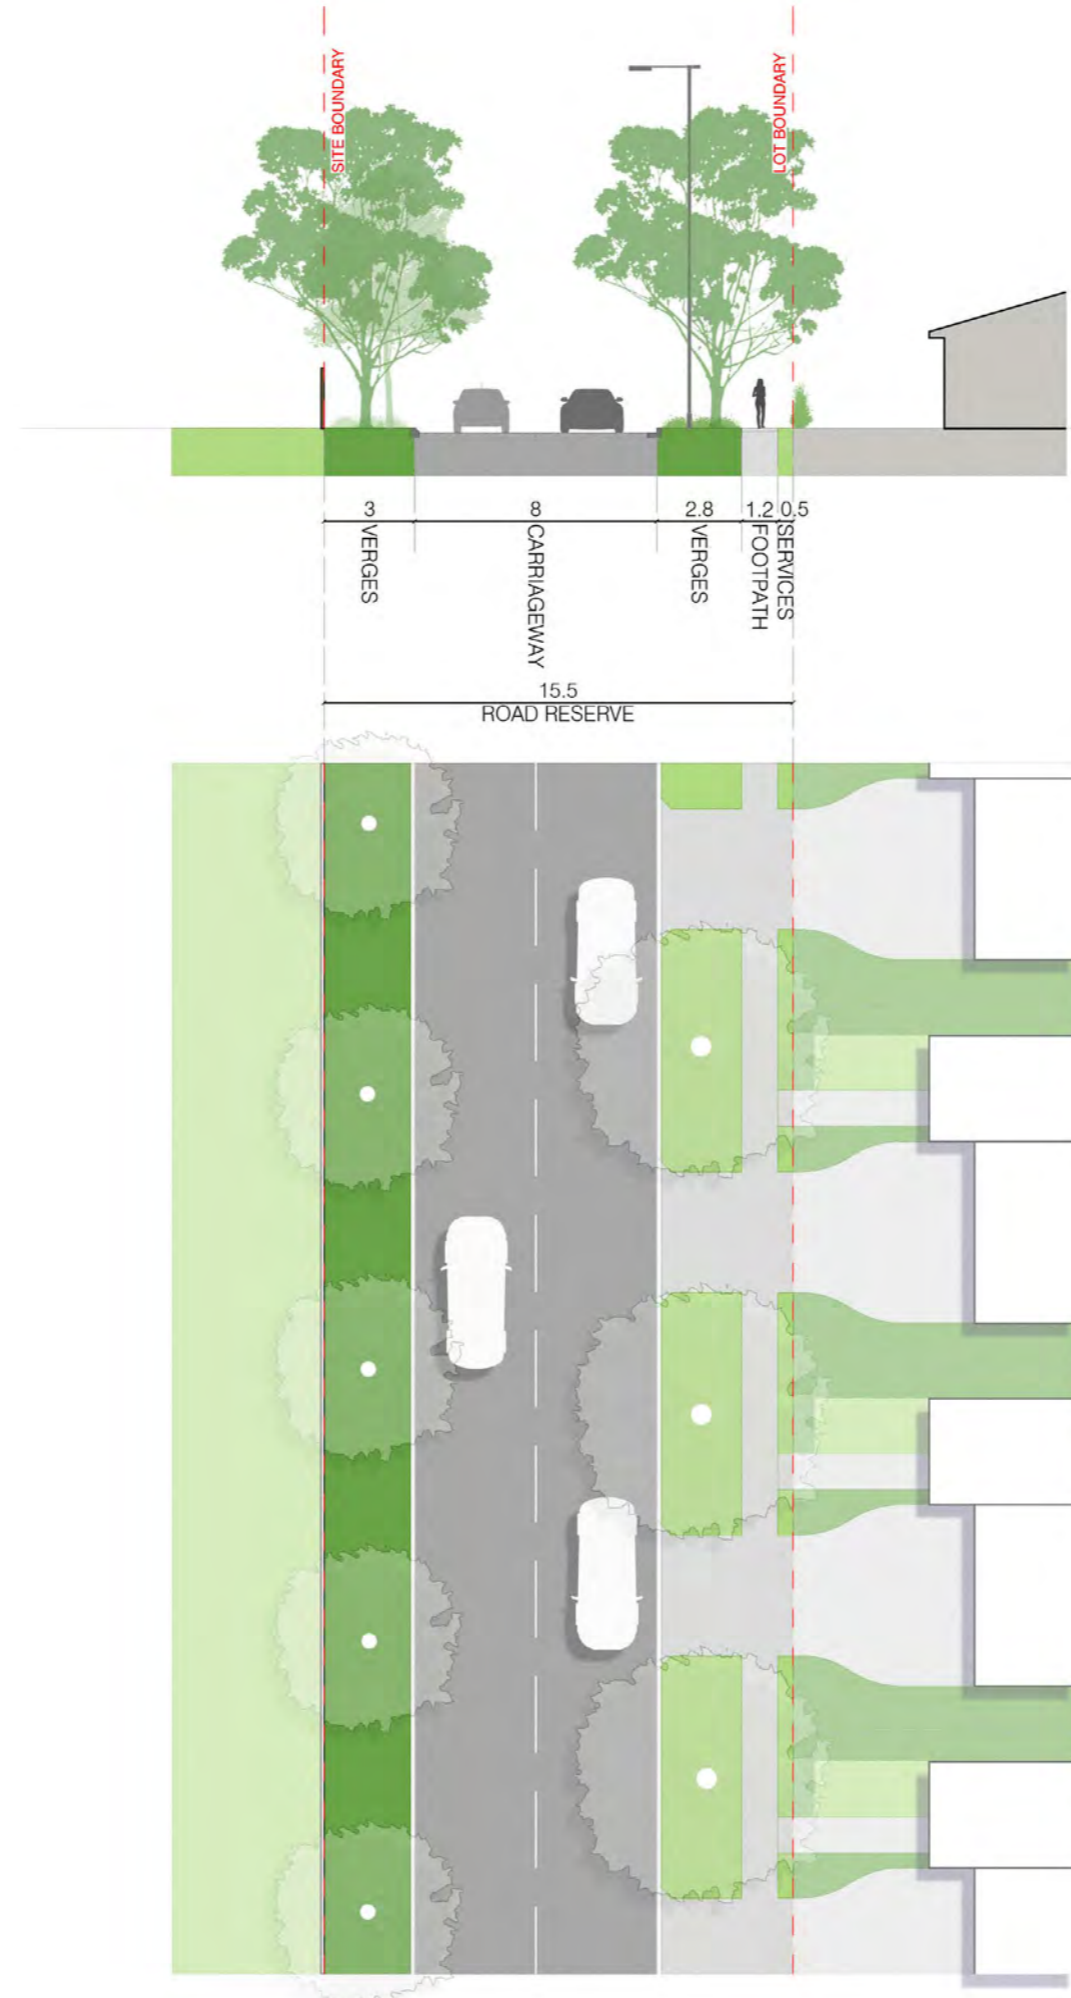 SITE BOUNDARY
LOT BOUNDARY
3 8 2.8 1.2 0.5
VERGES
CARRIAGEWAY
VERGES
FOOTPATH
SERVICES
15.5
ROAD RESERVE